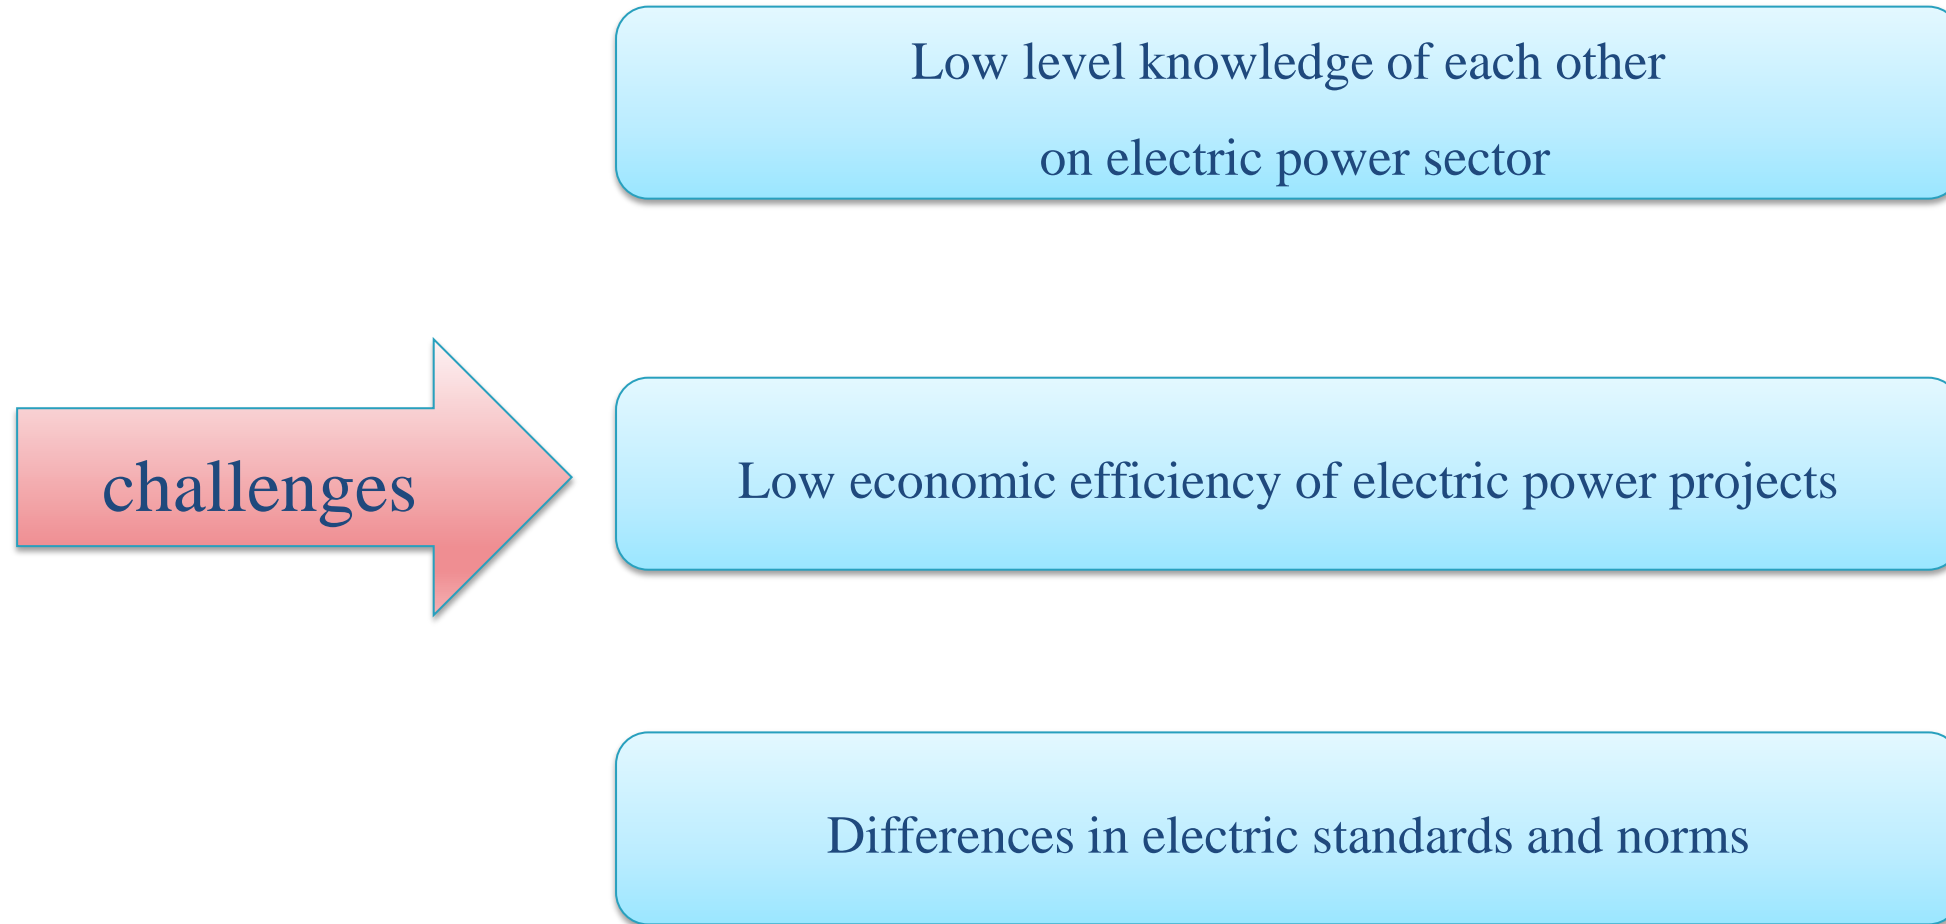 Low level knowledge of each other
on electric power sector
challenges
Low economic efficiency of electric power projects
Differences in electric standards and norms